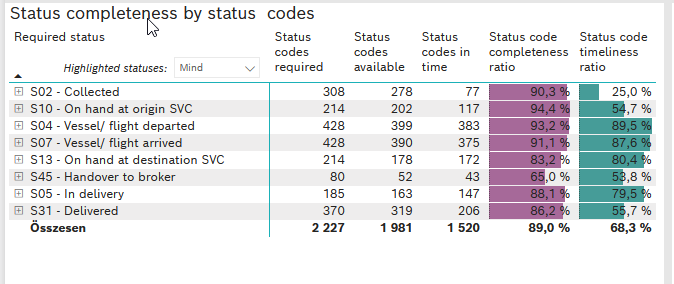 Status completeness by status codes
Required status Status codes required Status codes available Status codes in time Status code completeness ratio Status code timeliness ratio
Highlighted statuses: Mind
S02 - Collected 308 278 77 90,3 % 25,0 %
S10 - On hand at origin SVC 214 202 117 94,4 % 54,7 %
S04 - Vessel/ flight departed 428 399 383 93,2 % 89,5 %
S07 - Vessel/ flight arrived 428 390 375 91,1 % 87,6 %
S13 - On hand at destination SVC 214 178 172 83,2 % 80,4 %
S45 - Handover to broker 80 52 43 65,0 % 53,8 %
S05 - In delivery 185 163 147 88,1 % 79,5 %
S31 - Delivered 370 319 206 86,2 % 55,7 %
Összesen 2 227 1 981 1 520 89,0 % 68,3 %